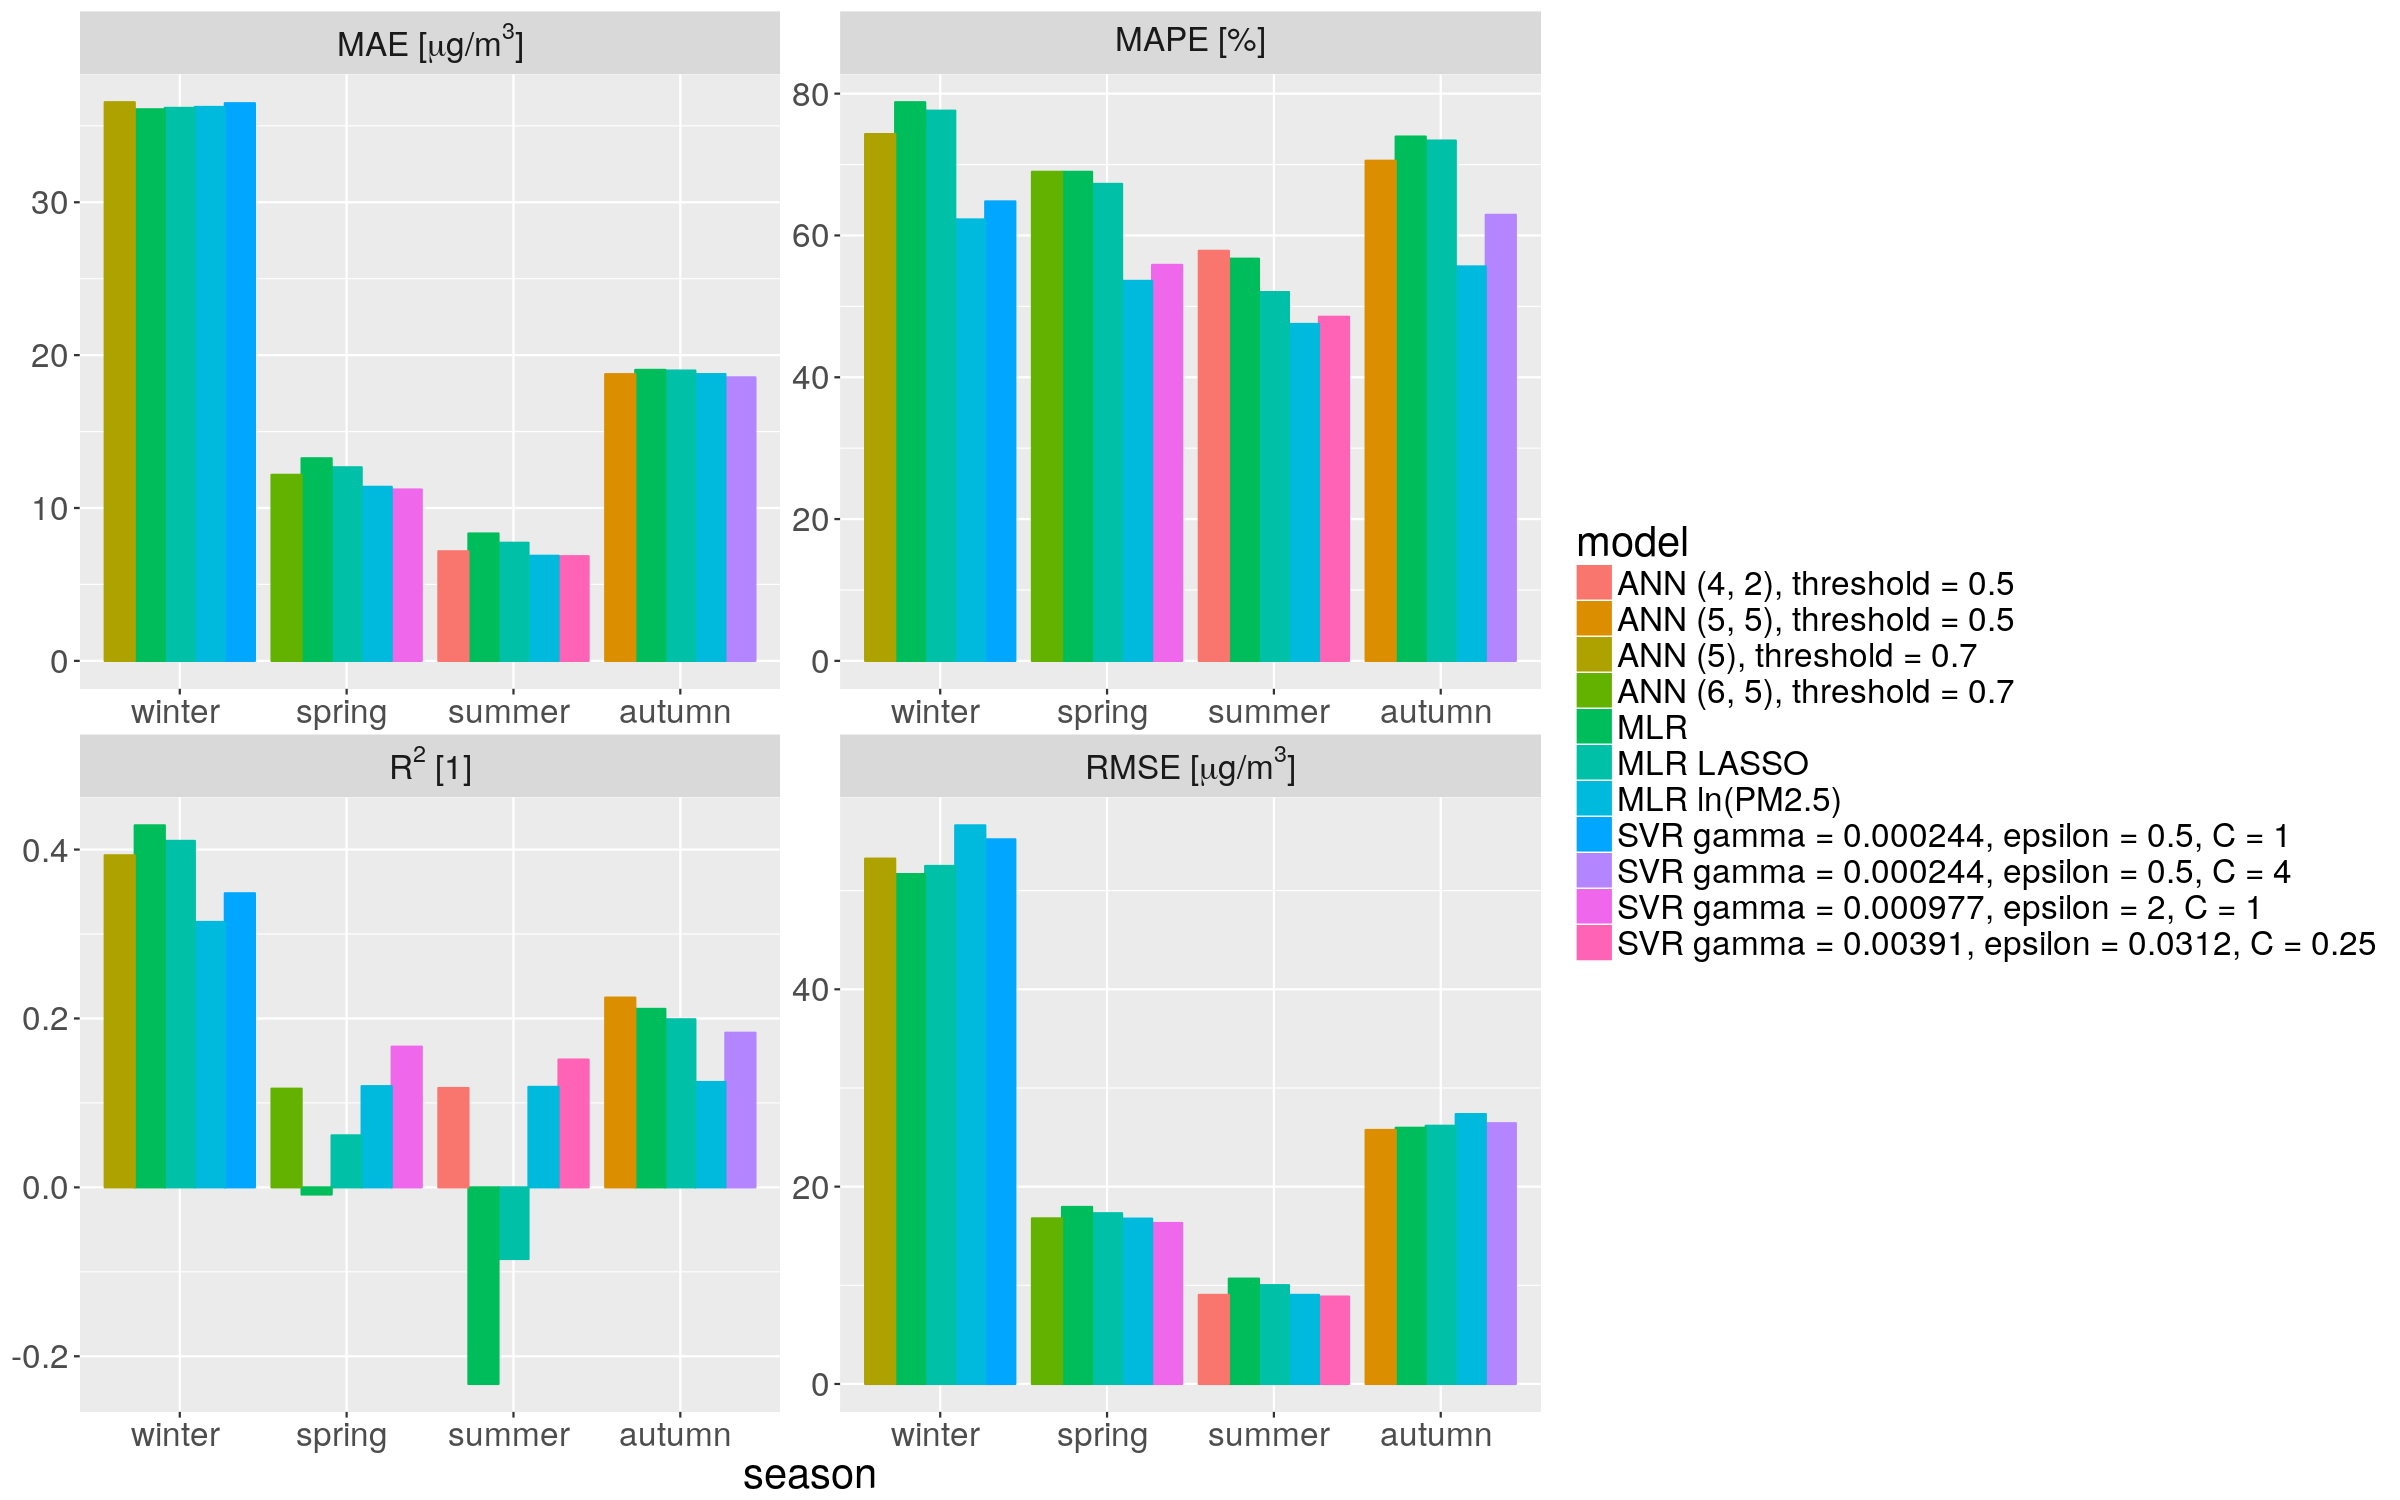 MAE [μg/m³]
30
20
10
0
winter spring summer autumn
MAPE [%]
80
60
40
20
0
winter spring summer autumn
R² [1]
0.4
0.2
0.0
-0.2
winter spring summer autumn
RMSE [μg/m³]
40
20
0
winter spring summer autumn
season
model
ANN (4, 2), threshold = 0.5
ANN (5, 5), threshold = 0.5
ANN (5), threshold = 0.7
ANN (6, 5), threshold = 0.7
MLR
MLR LASSO
MLR ln(PM2.5)
SVR gamma = 0.000244, epsilon = 0.5, C = 1
SVR gamma = 0.000244, epsilon = 0.5, C = 4
SVR gamma = 0.000977, epsilon = 2, C = 1
SVR gamma = 0.00391, epsilon = 0.0312, C = 0.25